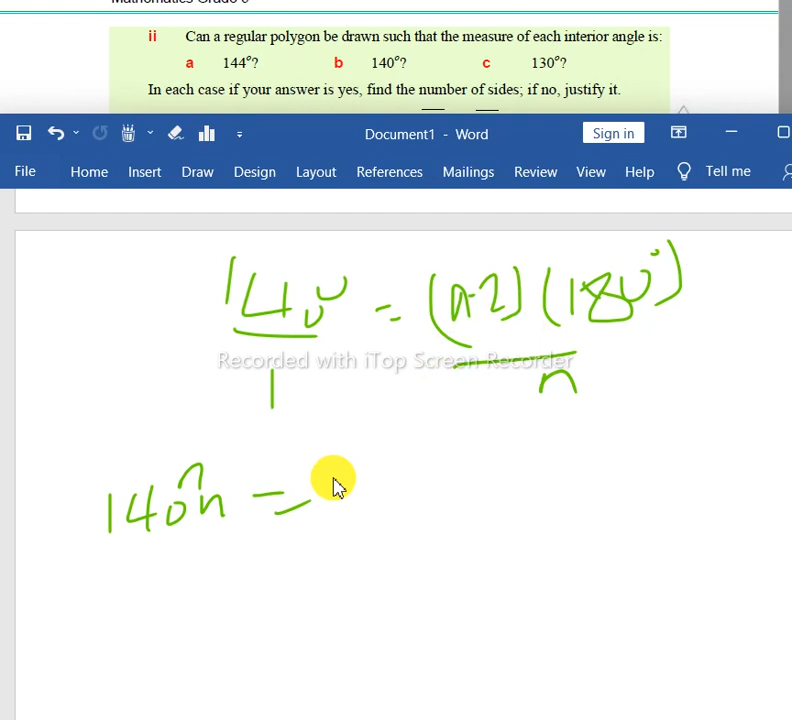 ii Can a regular polygon be drawn such that the measure of each interior angle is:
a 144°? b 140°? c 130°?
In each case if your answer is yes, find the number of sides; if no, justify it.
Document1 - Word
Sign in
File Home Insert Draw Design Layout References Mailings Review View Help Tell me
140 = (n-2)(180°)
Recorded with iTop Screen Recorder
1 n
140n =